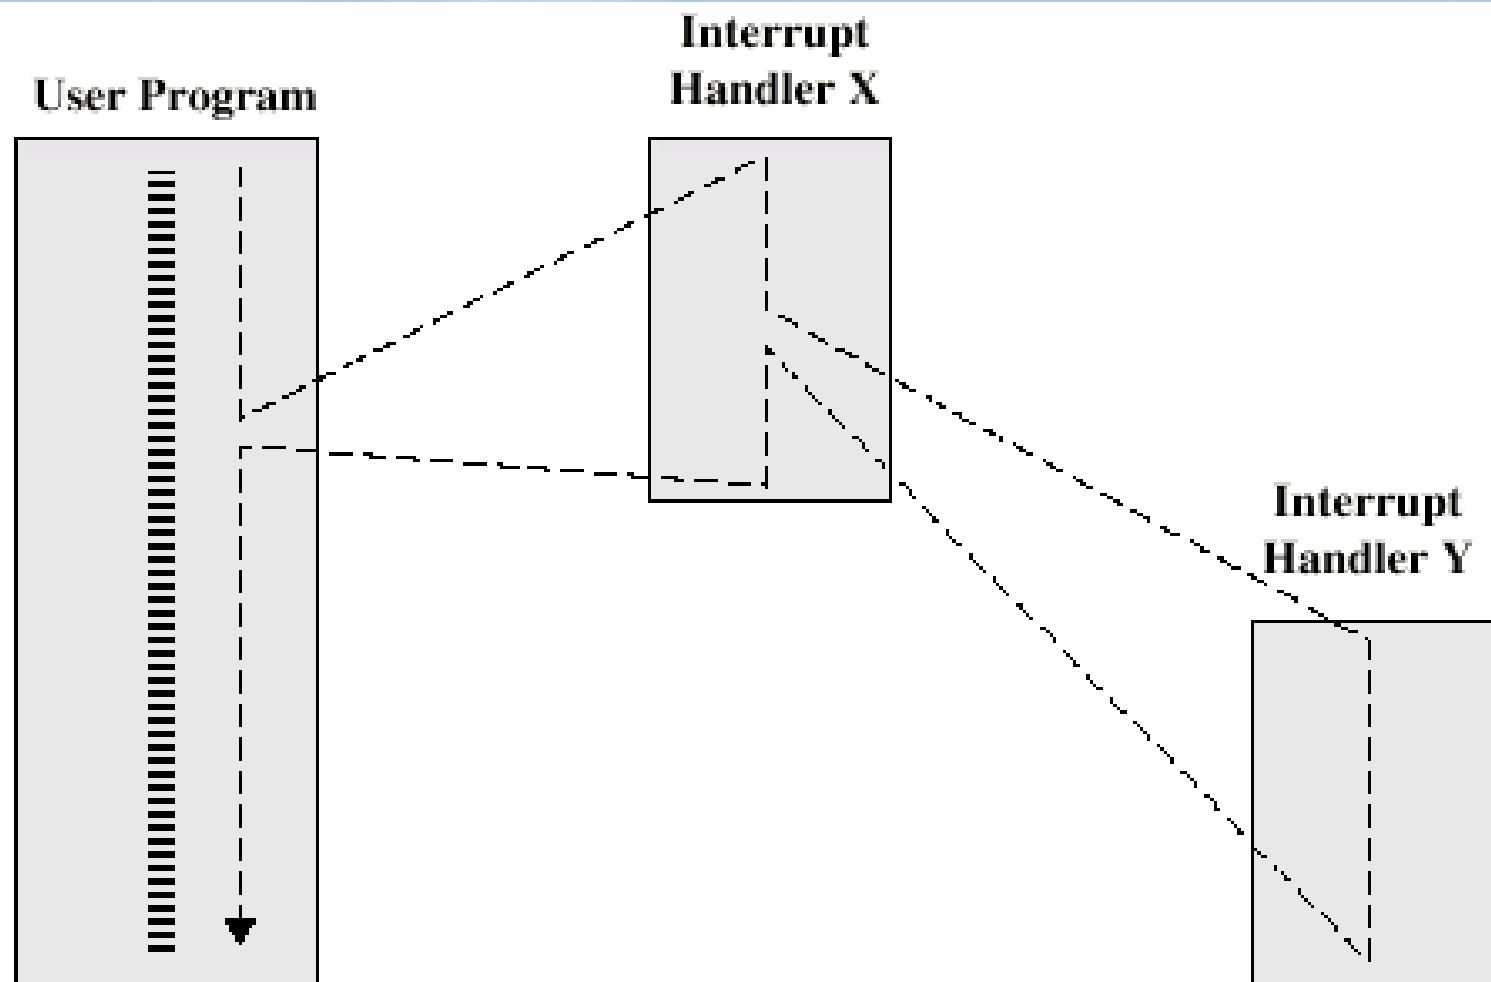 User Program
Interrupt
Handler X
Interrupt
Handler Y